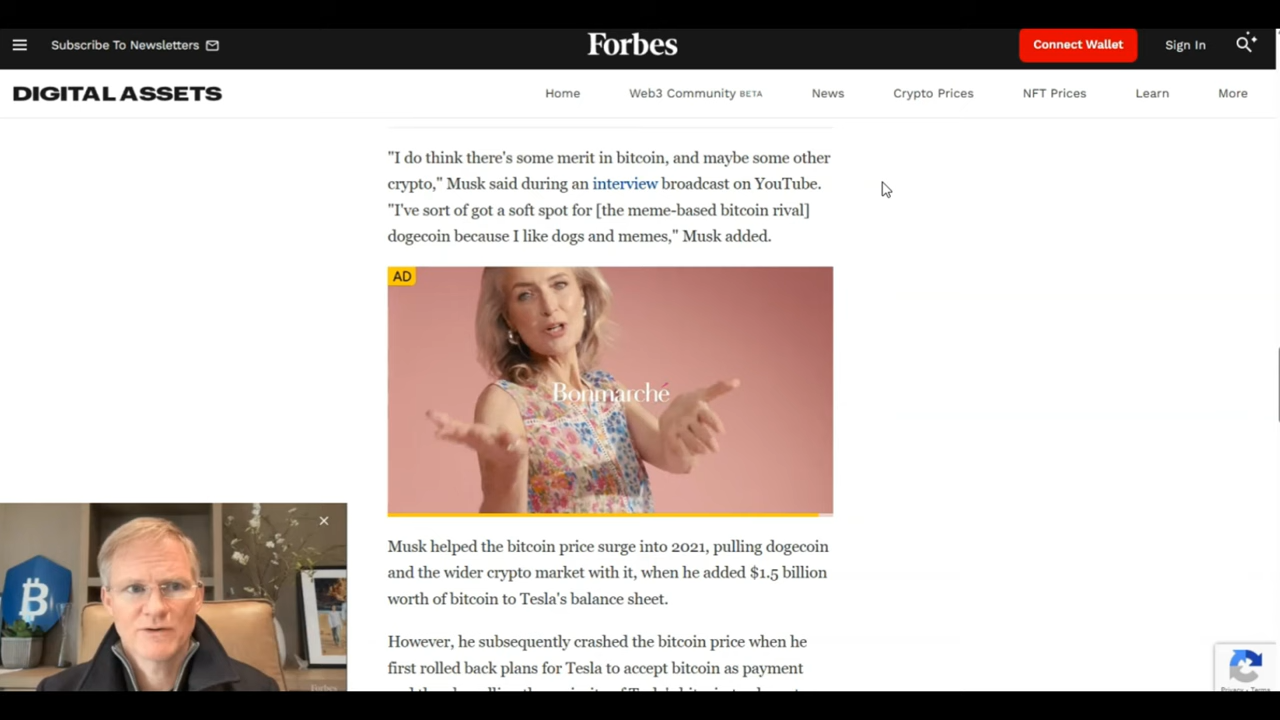 Subscribe To Newsletters
Forbes
Connect Wallet
Sign In
DIGITAL ASSETS
Home
Web3 Community BETA
News
Crypto Prices
NFT Prices
Learn
More
"I do think there's some merit in bitcoin, and maybe some other
crypto," Musk said during an interview broadcast on YouTube.
"I've sort of got a soft spot for [the meme-based bitcoin rival]
dogecoin because I like dogs and memes," Musk added.
AD
Bonmarché
Musk helped the bitcoin price surge into 2021, pulling dogecoin
and the wider crypto market with it, when he added $1.5 billion
worth of bitcoin to Tesla's balance sheet.
However, he subsequently crashed the bitcoin price when he
first rolled back plans for Tesla to accept bitcoin as payment
Forbes
Privacy - Terms